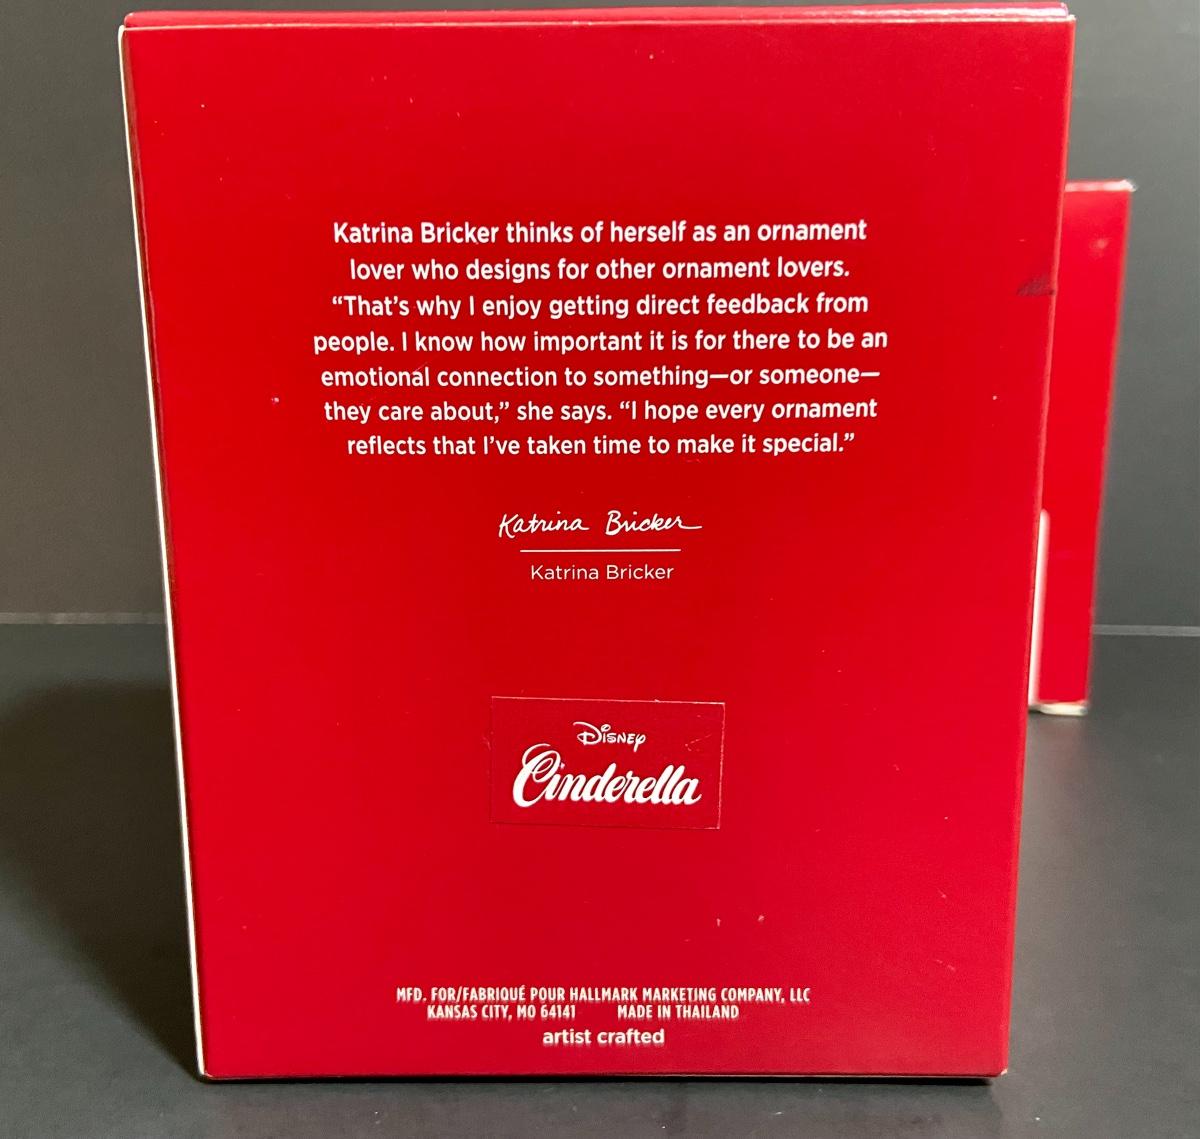 Katrina Bricker thinks of herself as an ornament
lover who designs for other ornament lovers.
“That’s why I enjoy getting direct feedback from
people. I know how important it is for there to be an
emotional connection to something—or someone—
they care about,” she says. “I hope every ornament
reflects that I’ve taken time to make it special.”
Katrina Bricker
Katrina Bricker
Disney
Cinderella
MFD. FOR/FABRIQUÉ POUR HALLMARK MARKETING COMPANY, LLC
KANSAS CITY, MO 64141 MADE IN THAILAND
artist crafted